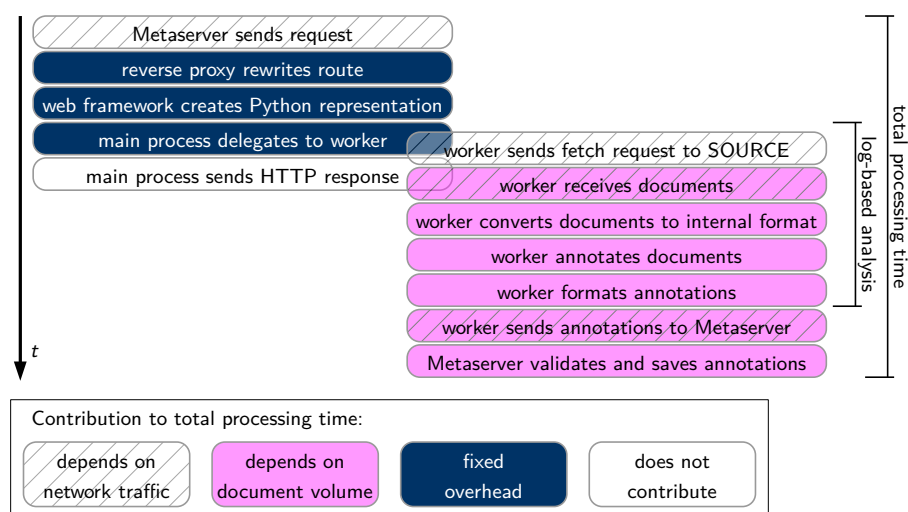 Metaserver sends request
reverse proxy rewrites route
web framework creates Python representation
main process delegates to worker
worker sends fetch request to SOURCE
main process sends HTTP response
worker receives documents
worker converts documents to internal format
worker annotates documents
worker formats annotations
worker sends annotations to Metaserver
Metaserver validates and saves annotations
log-based analysis
total processing time
t
Contribution to total processing time:
depends on
network traffic
depends on
document volume
fixed
overhead
does not
contribute